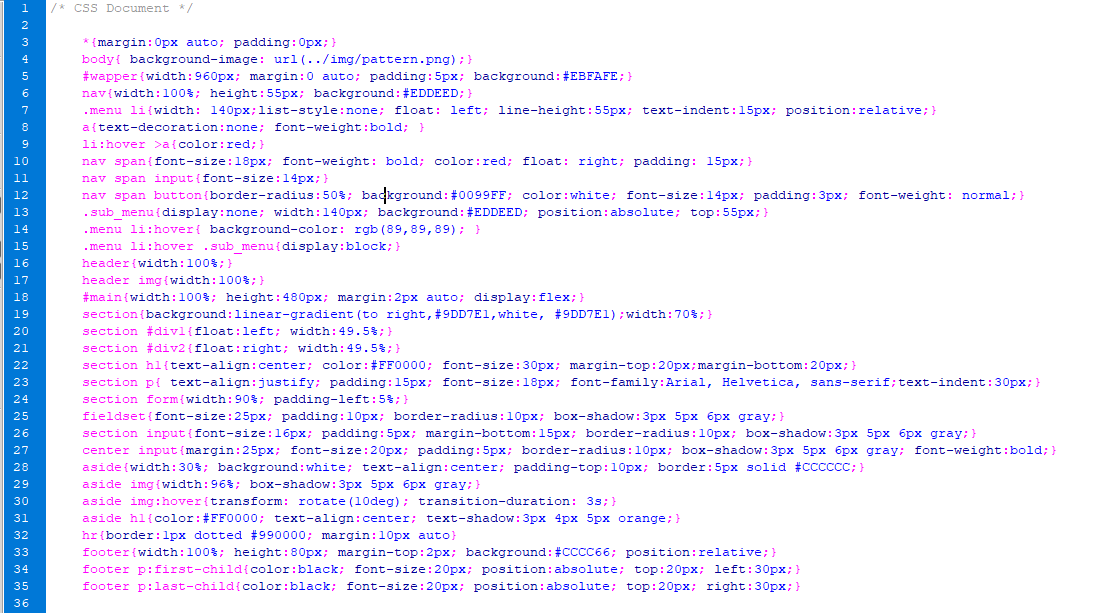 1 /* CSS Document */
2
3 *{margin:0px auto; padding:0px;}
4 body{ background-image: url(../img/pattern.png);}
5 #wapper{width:960px; margin:0 auto; padding:5px; background:#EBFAFE;}
6 nav{width:100%; height:55px; background:#EDDEED;}
7 .menu li{width: 140px;list-style:none; float: left; line-height:55px; text-indent:15px; position:relative;}
8 a{text-decoration:none; font-weight:bold; }
9 li:hover >a{color:red;}
10 nav span{font-size:18px; font-weight: bold; color:red; float: right; padding: 15px;}
11 nav span input{font-size:14px;}
12 nav span button{border-radius:50%; background:#0099FF; color:white; font-size:14px; padding:3px; font-weight: normal;}
13 .sub_menu{display:none; width:140px; background:#EDDEED; position:absolute; top:55px;}
14 .menu li:hover{ background-color: rgb(89,89,89); }
15 .menu li:hover .sub_menu{display:block;}
16 header{width:100%;}
17 header img{width:100%;}
18 #main{width:100%; height:480px; margin:2px auto; display:flex;}
19 section{background:linear-gradient(to right,#9DD7E1,white, #9DD7E1);width:70%;}
20 section #div1{float:left; width:49.5%;}
21 section #div2{float:right; width:49.5%;}
22 section h1{text-align:center; color:#FF0000; font-size:30px; margin-top:20px;margin-bottom:20px;}
23 section p{ text-align:justify; padding:15px; font-size:18px; font-family:Arial, Helvetica, sans-serif;text-indent:30px;}
24 section form{width:90%; padding-left:5%;}
25 fieldset{font-size:25px; padding:10px; border-radius:10px; box-shadow:3px 5px 6px gray;}
26 section input{font-size:16px; padding:5px; margin-bottom:15px; border-radius:10px; box-shadow:3px 5px 6px gray;}
27 center input{margin:25px; font-size:20px; padding:5px; border-radius:10px; box-shadow:3px 5px 6px gray; font-weight:bold;}
28 aside{width:30%; background:white; text-align:center; padding-top:10px; border:5px solid #CCCCCC;}
29 aside img{width:96%; box-shadow:3px 5px 6px gray;}
30 aside img:hover{transform: rotate(10deg); transition-duration: 3s;}
31 aside h1{color:#FF0000; text-align:center; text-shadow:3px 4px 5px orange;}
32 hr{border:1px dotted #990000; margin:10px auto}
33 footer{width:100%; height:80px; margin-top:2px; background:#CCCC66; position:relative;}
34 footer p:first-child{color:black; font-size:20px; position:absolute; top:20px; left:30px;}
35 footer p:last-child{color:black; font-size:20px; position:absolute; top:20px; right:30px;}
36